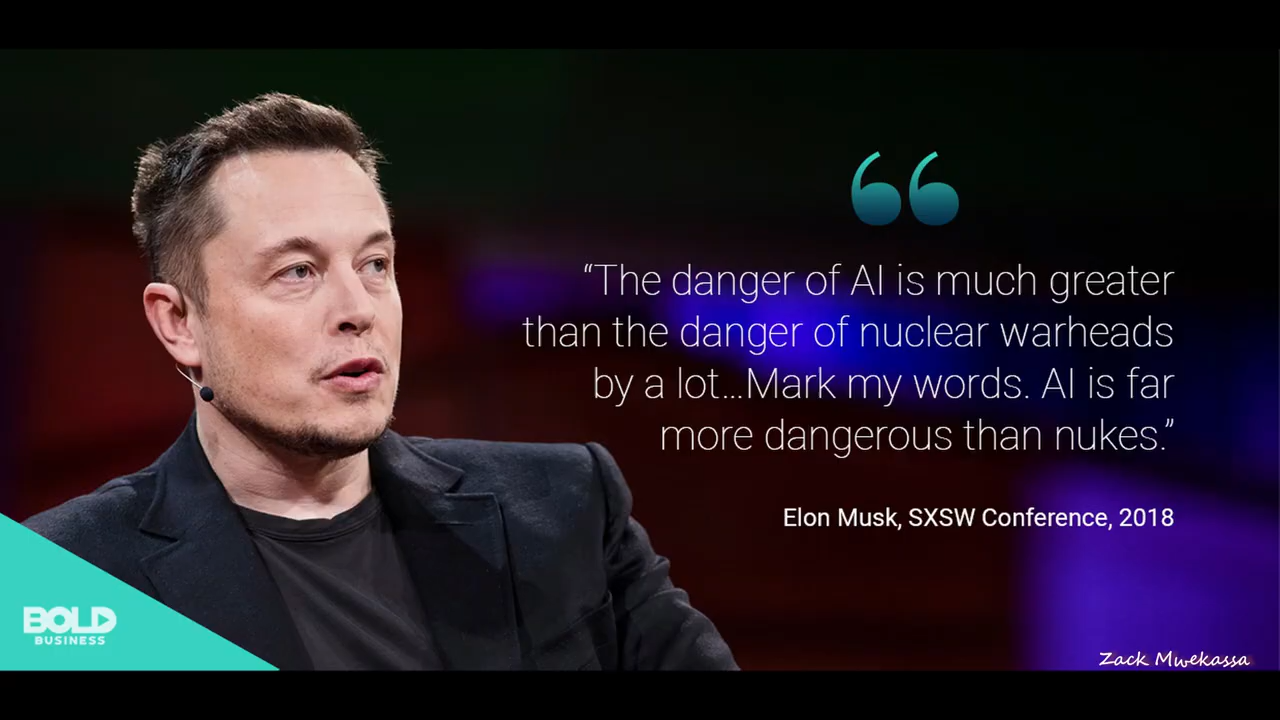 “The danger of AI is much greater
than the danger of nuclear warheads
by a lot...Mark my words. AI is far
more dangerous than nukes.”
Elon Musk, SXSW Conference, 2018
BOLD
BUSINESS
Zack Mwekassa